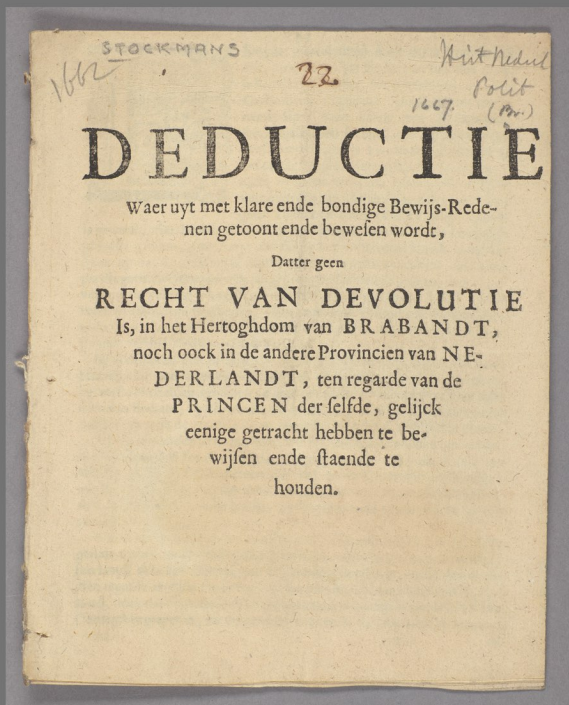 STOCKMANS
1662
22
Hist Nederl
Polit
1667. (Br.)
DEDUCTIE
Waer uyt met klare ende bondige Bewijs-Rede-
nen getoont ende bewesen wordt,
Datter geen
RECHT VAN DEVOLUTIE
Is, in het Hertoghdom van BRABANDT,
noch oock in de andere Provincien van NE-
DERLANDT, ten regarde van de
PRINCEN der selfde, gelijck
eenige getracht hebben te be-
wijsen ende staende te
houden.